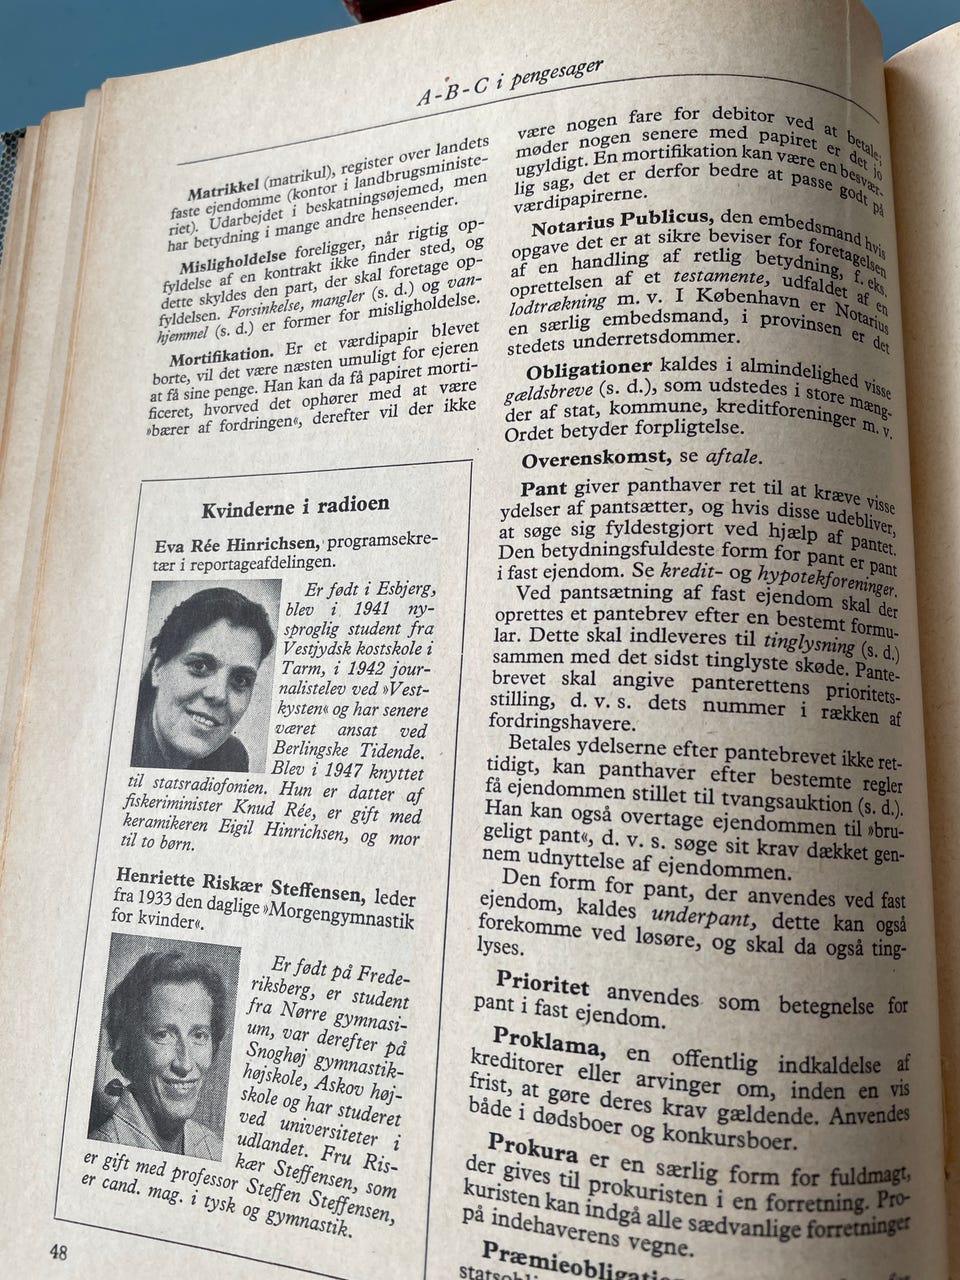 A-B-C i pengesager
Matrikkel (matrikul), register over landets
faste ejendomme (kontor i landbrugsministe-
riet). Udarbejdet i beskatningsøjemed, men
har betydning i mange andre henseender.
Misligholdelse foreligger, når rigtig op-
fyldelse af en kontrakt ikke finder sted, og
dette skyldes den part, der skal foretage op-
fyldelsen. Forsinkelse, mangler (s. d.) og van-
hjemmel (s. d.) er former for misligholdelse.
Mortifikation. Er et værdipapir blevet
borte, vil det være næsten umuligt for ejeren
at få sine penge. Han kan da få papiret morti-
ficeret, hvorved det ophører med at være
»bærer af fordringen«, derefter vil der ikke
Kvinderne i radioen
Eva Rée Hinrichsen, programsekre-
tær i reportageafdelingen.
Er født i Esbjerg,
blev i 1941 ny-
sproglig student fra
Vestjydsk kostskole i
Tarm, i 1942 jour-
nalistelev ved »Vest-
kysten« og har senere
været ansat ved
Berlingske Tidende.
Blev i 1947 knyttet
til statsradiofonien. Hun er datter af
fiskeriminister Knud Rée, er gift med
keramikeren Eigil Hinrichsen, og mor
til to børn.
Henriette Riskær Steffensen, leder
fra 1933 den daglige »Morgengymnastik
for kvinder«.
Er født på Frede-
riksberg, er student
fra Nørre gymnasi-
um, var derefter på
Snoghøj gymnastik-
højskole, Askov høj-
skole og har studeret
ved universiteter i
udlandet. Fru Ris-
kær Steffensen, som
er gift med professor Steffen Steffensen,
er cand. mag. i tysk og gymnastik.
48
være nogen fare for debitor ved at betale;
møder nogen senere med papiret er det jo
ugyldigt. En mortifikation kan være en besvær-
lig sag, det er derfor bedre at passe godt på
værdipapirerne.
Notarius Publicus, den embedsmand hvis
opgave det er at sikre beviser for foretagelsen
af en handling af retlig betydning, f. eks.
oprettelsen af et testamente, udfaldet af en
lodtrækning m. v. I København er Notarius
en særlig embedsmand, i provinsen er det
stedets underretsdommer.
Obligationer kaldes i almindelighed visse
gældsbreve (s. d.), som udstedes i store mæng-
der af stat, kommune, kreditforeninger m. v.
Ordet betyder forpligtelse.
Overenskomst, se aftale.
Pant giver panthaver ret til at kræve visse
ydelser af pantsætter, og hvis disse udebliver,
at søge sig fyldestgjort ved hjælp af pantet.
Den betydningsfuldeste form for pant er pant
i fast ejendom. Se kredit- og hypotekforeninger.
Ved pantsætning af fast ejendom skal der
oprettes et pantebrev efter en bestemt formu-
lar. Dette skal indleveres til tinglysning (s. d.)
sammen med det sidst tinglyste skøde. Pante-
brevet skal angive panterettens prioritets-
stilling, d. v. s. dets nummer i rækken af
fordringshavere.
Betales ydelserne efter pantebrevet ikke ret-
tidigt, kan panthaver efter bestemte regler
få ejendommen stillet til tvangsauktion (s. d.).
Han kan også overtage ejendommen til »bru-
geligt pant«, d. v. s. søge sit krav dækket gen-
nem udnyttelse af ejendommen.
Den form for pant, der anvendes ved fast
ejendom, kaldes underpant, dette kan også
forekomme ved løsøre, og skal da også ting-
lyses.
Prioritet anvendes som betegnelse for
pant i fast ejendom.
Proklama, en offentlig indkaldelse af
kreditorer eller arvinger om, inden en vis
frist, at gøre deres krav gældende. Anvendes
både i dødsboer og konkursboer.
Prokura er en særlig form for fuldmagt,
der gives til prokuristen i en forretning. Pro-
kuristen kan indgå alle sædvanlige forretninger
på indehaverens vegne.